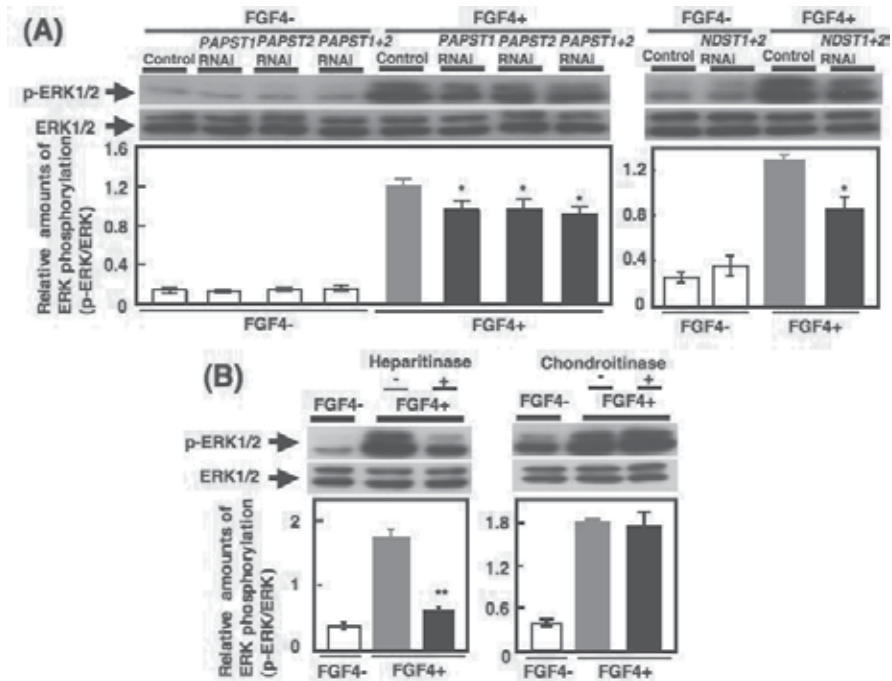 (A)
FGF4- FGF4+ FGF4- FGF4+
PAPST1 PAPST2 PAPST1+2 PAPST1 PAPST2 PAPST1+2 NDST1+2 NDST1+2
Control RNAi RNAi RNAi Control RNAi RNAi RNAi Control RNAi Control RNAi
p-ERK1/2
ERK1/2
Relative amounts of
ERK phosphorylation
(p-ERK/ERK)
1.6
1.2
0.8
0.4
0
* * *
1.2
0.8
0.4
0
*
FGF4- FGF4+ FGF4- FGF4+
(B)
Heparitinase Chondroitinase
- + - +
FGF4- FGF4+ FGF4- FGF4+
p-ERK1/2
ERK1/2
Relative amounts of
ERK phosphorylation
(p-ERK/ERK)
2
1
0
**
1.8
1.2
0.6
0
FGF4- FGF4+ FGF4- FGF4+